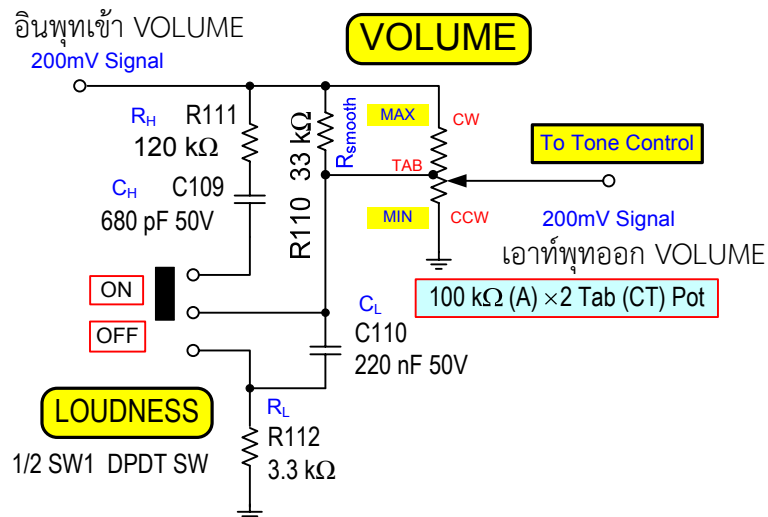 อินพุทเข้า VOLUME
200mV Signal
VOLUME
RH R111
120 kΩ
CH C109
680 pF 50V
R110 33 kΩ
Rsmooth
MAX
CW
TAB
MIN
CCW
To Tone Control
200mV Signal
เอาท์พุทออก VOLUME
100 kΩ (A) ×2 Tab (CT) Pot
ON
OFF
CL
C110
220 nF 50V
LOUDNESS
1/2 SW1 DPDT SW
RL
R112
3.3 kΩ